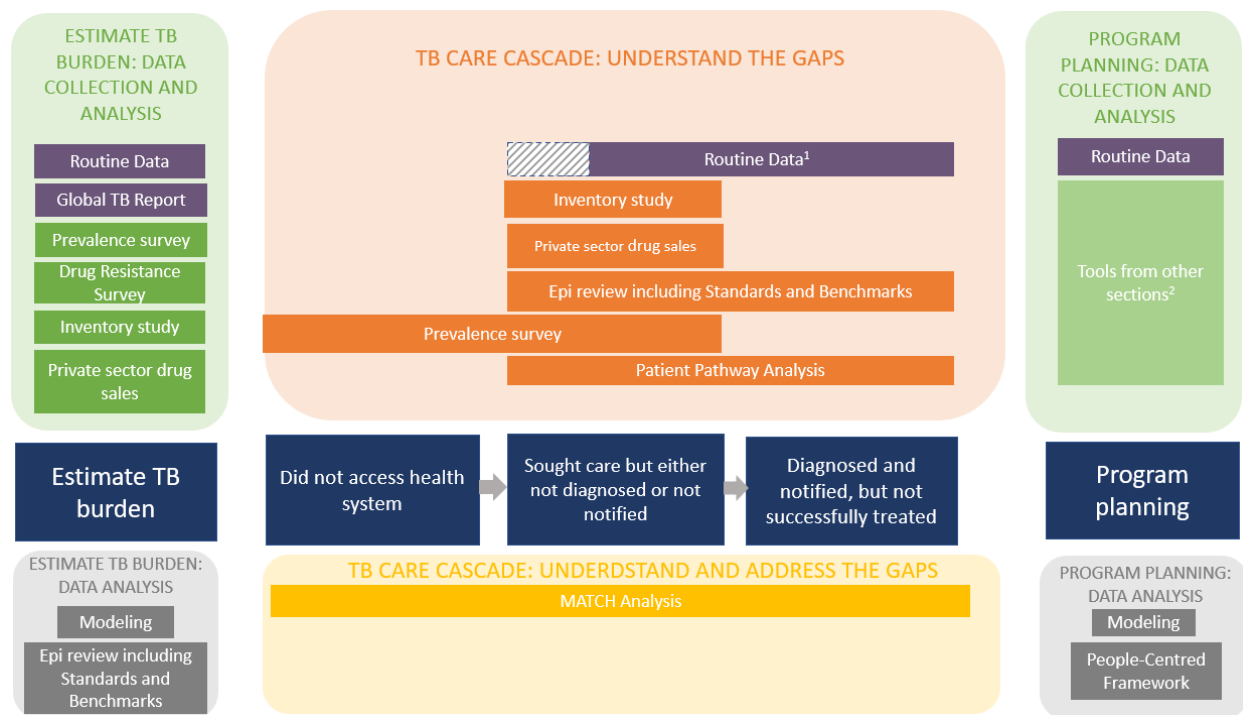 ESTIMATE TB
BURDEN: DATA
COLLECTION AND
ANALYSIS
Routine Data
Global TB Report
Prevalence survey
Drug Resistance
Survey
Inventory study
Private sector drug
sales
TB CARE CASCADE: UNDERSTAND THE GAPS
Routine Data¹
Inventory study
Private sector drug sales
Epi review including Standards and Benchmarks
Prevalence survey
Patient Pathway Analysis
PROGRAM
PLANNING: DATA
COLLECTION AND
ANALYSIS
Routine Data
Tools from other
sections²
Estimate TB
burden
Did not access health
system
Sought care but either
not diagnosed or not
notified
Diagnosed and
notified, but not
successfully treated
Program
planning
ESTIMATE TB BURDEN:
DATA ANALYSIS
Modeling
Epi review including
Standards and
Benchmarks
TB CARE CASCADE: UNDERDSTAND AND ADDRESS THE GAPS
MATCH Analysis
PROGRAM PLANNING:
DATA ANALYSIS
Modeling
People-Centred
Framework